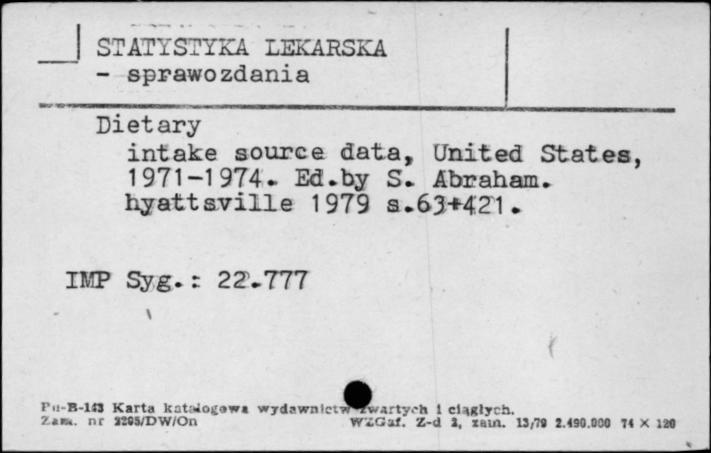 STATYSTYKA LEKARSKA
- sprawozdania
Dietary
intake source data, United States,
1971-1974. Ed.by S. Abraham.
hyattsville 1979 s.63+421.
IMP Syg.: 22.777
Pu-B-143 Karta katalogowa wydawnictw zwartych i ciągłych.
Zam. nr 2295/DW/On WZGraf. Z-d 2, zam. 13/79 2.490.000 74 × 120